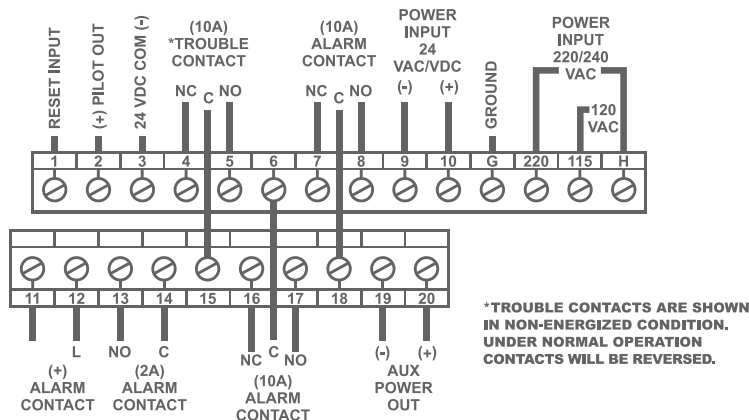 RESET INPUT
(+) PILOT OUT
24 VDC COM (-)
(10A)
*TROUBLE
CONTACT
NC C NO
(10A)
ALARM
CONTACT
NC C NO
POWER
INPUT
24
VAC/VDC
(-) (+)
GROUND
POWER
INPUT
220/240
VAC
120
VAC
1 2 3 4 5 6 7 8 9 10 G 220 115 H
11 12 13 14 15 16 17 18 19 20
L
(+)
ALARM
CONTACT
NO C
(2A)
ALARM
CONTACT
NC C NO
(10A)
ALARM
CONTACT
(-) (+)
AUX
POWER
OUT
*TROUBLE CONTACTS ARE SHOWN
IN NON-ENERGIZED CONDITION.
UNDER NORMAL OPERATION
CONTACTS WILL BE REVERSED.